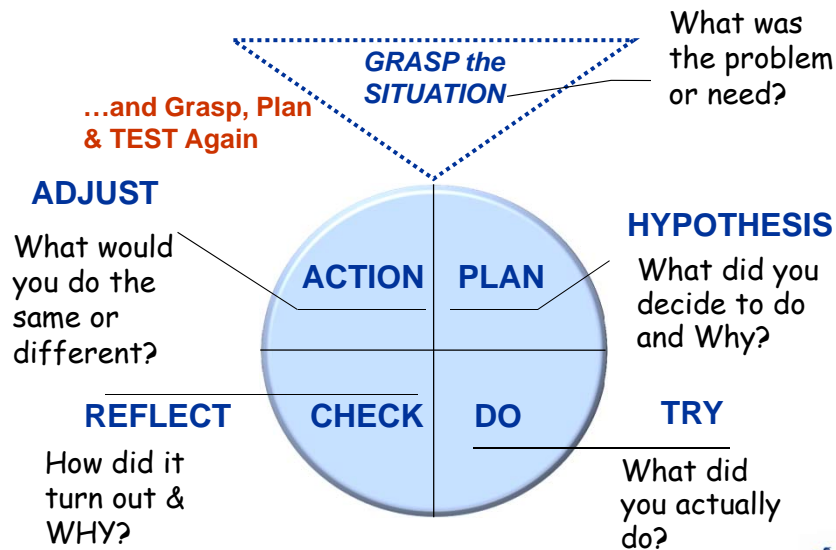 GRASP the
SITUATION
What was
the problem
or need?
…and Grasp, Plan
& TEST Again
ADJUST
What would
you do the
same or
different?
ACTION
PLAN
HYPOTHESIS
What did you
decide to do
and Why?
REFLECT
How did it
turn out &
WHY?
CHECK
DO
TRY
What did
you actually
do?